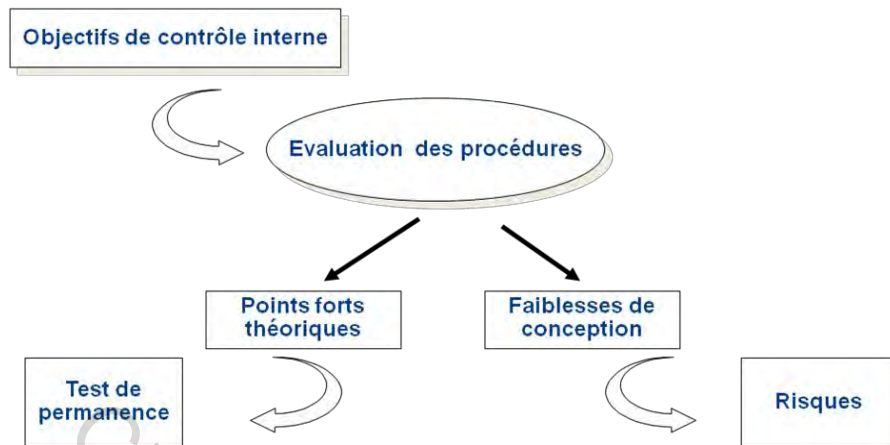 Objectifs de contrôle interne
Evaluation des procédures
Points forts
théoriques
Faiblesses de
conception
Test de
permanence
Risques